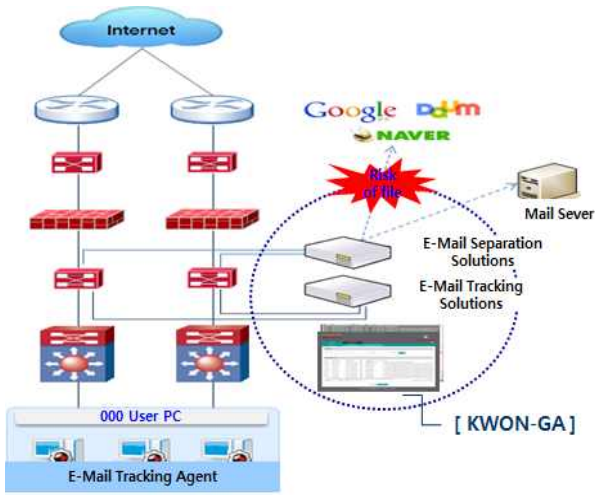 Internet
Google Daum
NAVER
Risk
of file
Mail Sever
E-Mail Separation
Solutions
E-Mail Tracking
Solutions
000 User PC
[ KWON-GA ]
E-Mail Tracking Agent